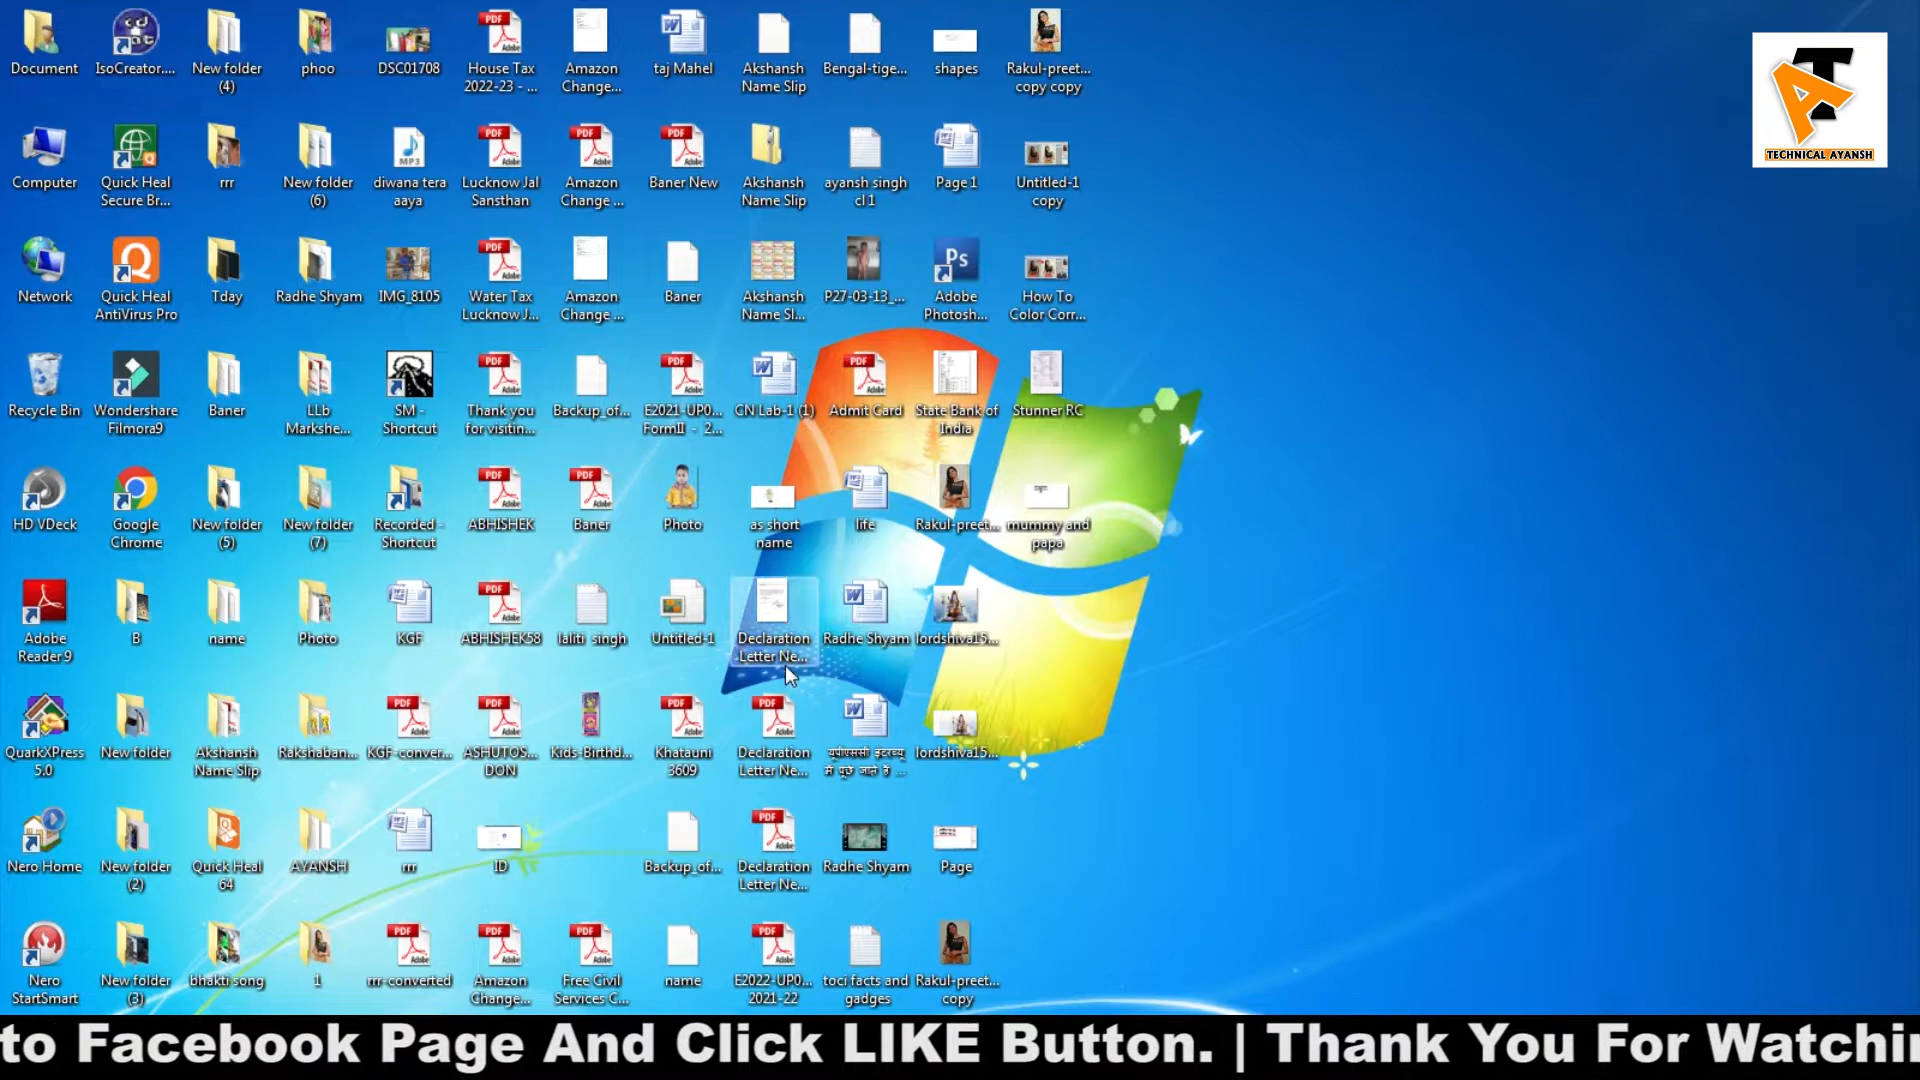 Document
IsoCreator....
New folder
(4)
phoo
DSC01708
House Tax
2022-23 - ...
Amazon
Change...
taj Mahel
Akshansh
Name Slip
Bengal-tige...
shapes
Rakul-preet...
copy copy
TECHNICAL AYANSH
Computer
Quick Heal
Secure Br...
rrr
New folder
(6)
diwana tera
aaya
Lucknow Jal
Sansthan
Amazon
Change ...
Baner New
Akshansh
Name Slip
ayansh singh
cl 1
Page 1
Untitled-1
copy
Network
Quick Heal
AntiVirus Pro
Tday
Radhe Shyam
IMG_8105
Water Tax
Lucknow J...
Amazon
Change ...
Baner
Akshansh
Name Sl...
P27-03-13_...
Adobe
Photosh...
How To
Color Corr...
Recycle Bin
Wondershare
Filmora9
Baner
LLb
Markshe...
SM -
Shortcut
Thank you
for visitin...
Backup_of...
E2021-UP0...
FormII - 2...
CN Lab-1 (1)
Admit Card
State Bank of
India
Stunner RC
HD VDeck
Google
Chrome
New folder
(5)
New folder
(7)
Recorded -
Shortcut
ABHISHEK
Baner
Photo
as short
name
life
Rakul-preet...
mummy and
papa
Adobe
Reader 9
B
name
Photo
KGF
ABHISHEK58
laliti singh
Untitled-1
Declaration
Letter Ne...
Radhe Shyam
lordshiva15...
QuarkXPress
5.0
New folder
Akshansh
Name Slip
Rakshaban...
KGF-conver...
ASHUTOS...
DON
Kids-Birthd...
Khatauni
3609
Declaration
Letter Ne...
यूपीएससी इंटरव्यू
में पूछे जाने हैं ...
lordshiva15...
Nero Home
New folder
(2)
Quick Heal
64
AYANSH
rrr
ID
Backup_of...
Declaration
Letter Ne...
Radhe Shyam
Page
Nero
StartSmart
New folder
(3)
bhakti song
1
rrr-converted
Amazon
Change...
Free Civil
Services C...
name
E2022-UP0...
2021-22
toci facts and
gadges
Rakul-preet...
copy
to Facebook Page And Click LIKE Button. | Thank You For Watchi